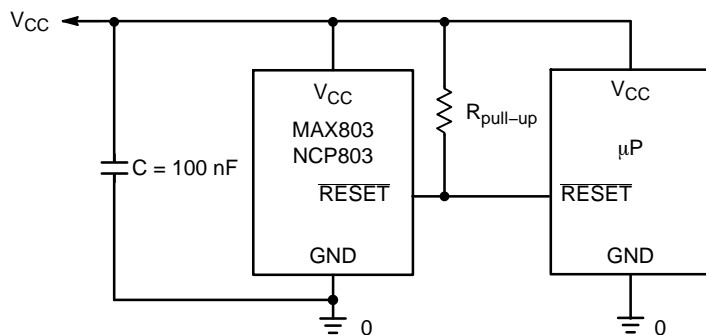 VCC
VCC
MAX803
NCP803
RESET
GND
C = 100 nF
Rpull–up
VCC
μP
RESET
GND
0
0